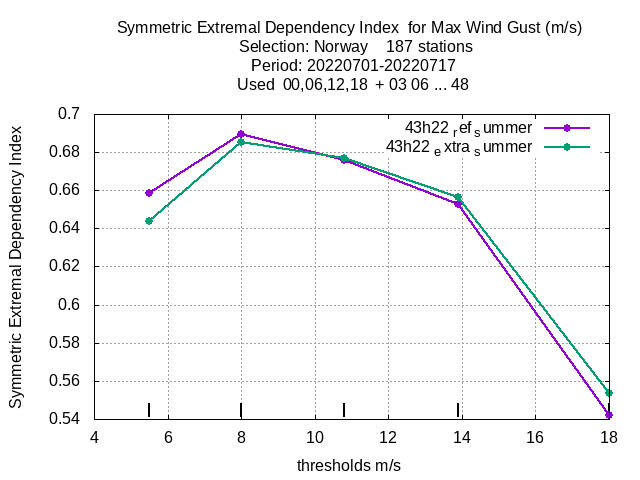 Symmetric Extremal Dependency Index  for Max Wind Gust (m/s)
Selection: Norway    187 stations
Period: 20220701-20220717
Used  00,06,12,18  + 03 06 ... 48
43h22 ref summer
43h22 extra summer
0.7
0.68
0.66
0.64
0.62
0.6
0.58
0.56
0.54
4 6 8 10 12 14 16 18
Symmetric Extremal Dependency Index
thresholds m/s